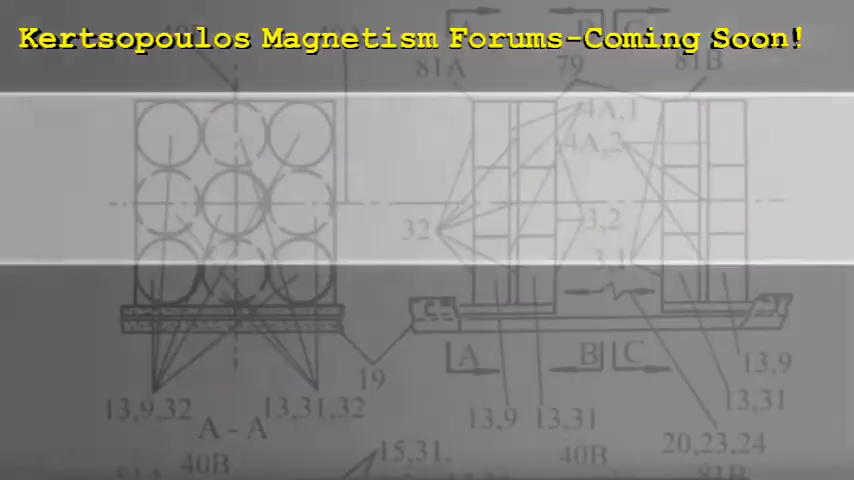 Kertsopoulos Magnetism Forums-Coming Soon!
A B C
81A 79 81B
4A,1
4A,2
32 3,2
3,1
A B C
19 13,9
13,9,32 13,31,32 13,31
A - A 13,9 13,31 20,23,24
40B 15,31, 40B
81B